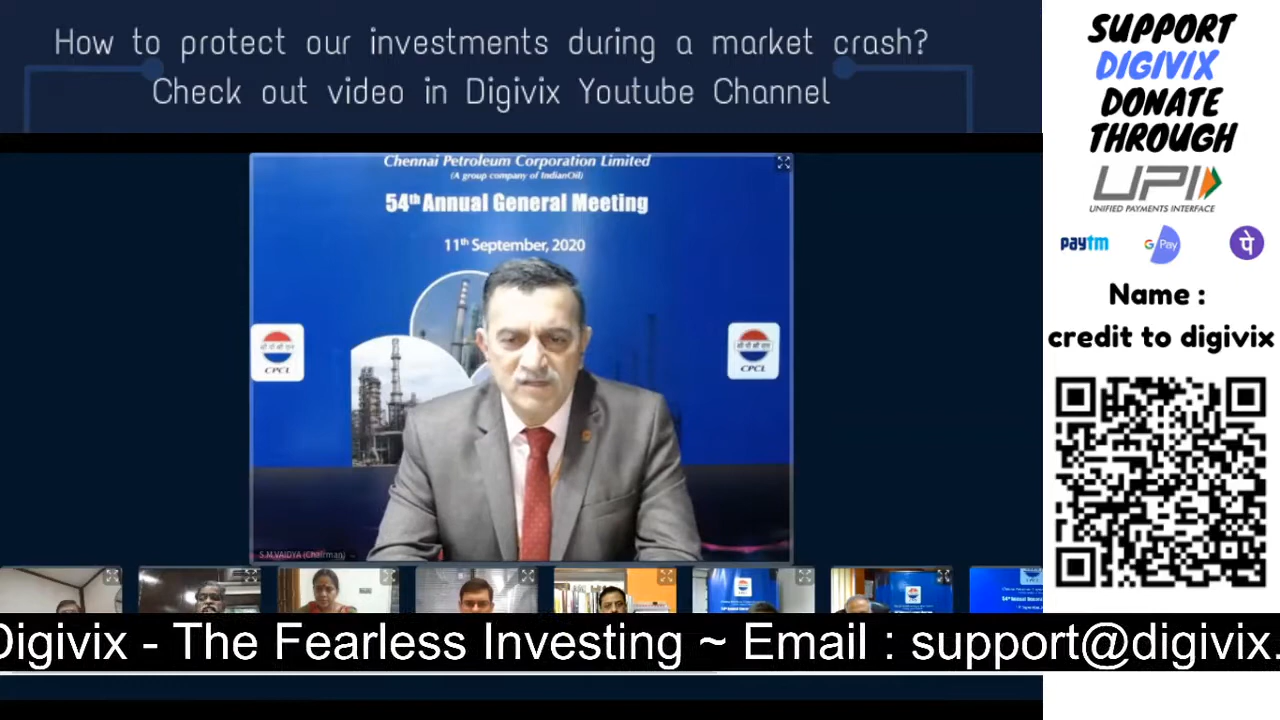 How to protect our investments during a market crash?
Check out video in Digivix Youtube Channel
Chennai Petroleum Corporation Limited
(A group company of IndianOil)
54th Annual General Meeting
11th September, 2020
सी पी सी एल
CPCL
सी पी सी एल
CPCL
S.M.VAIDYA (Chairman)
SUPPORT
DIGIVIX
DONATE
THROUGH
UPI
UNIFIED PAYMENTS INTERFACE
paytm
G Pay
पे
Name :
credit to digivix
Digivix - The Fearless Investing ~ Email : support@digivix.